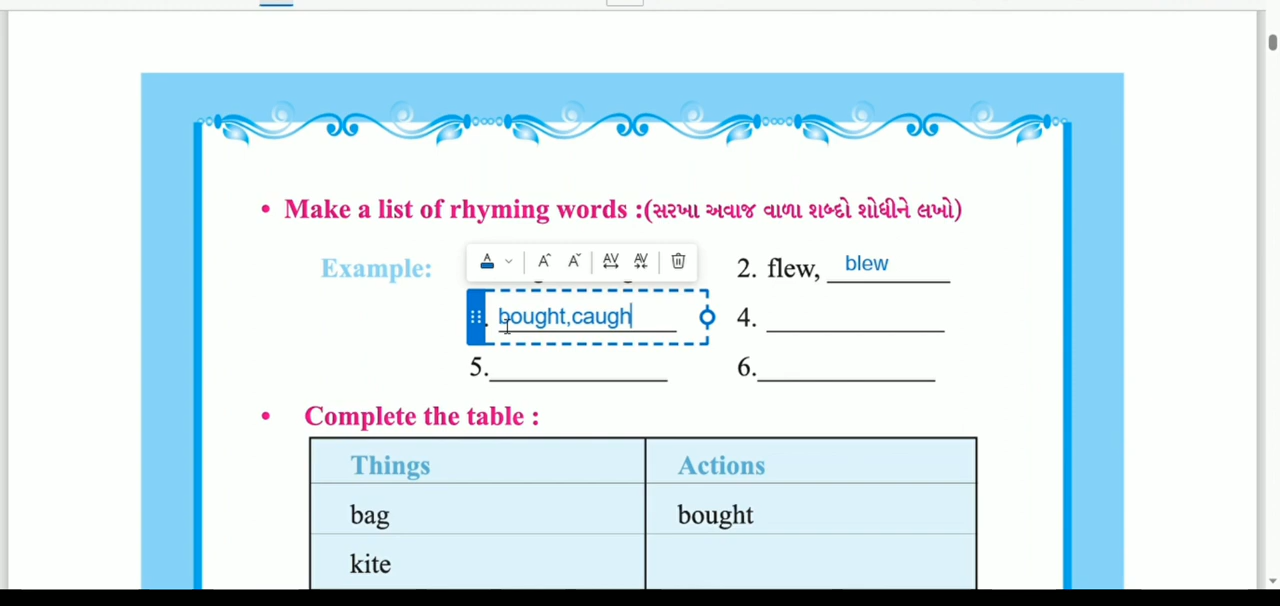 • Make a list of rhyming words :(સરખા અવાજ વાળા શબ્દો શોધીને લખો)
Example:
2. flew, blew
bought,caugh
4.
5.
6.
• Complete the table :
Things Actions
bag bought
kite